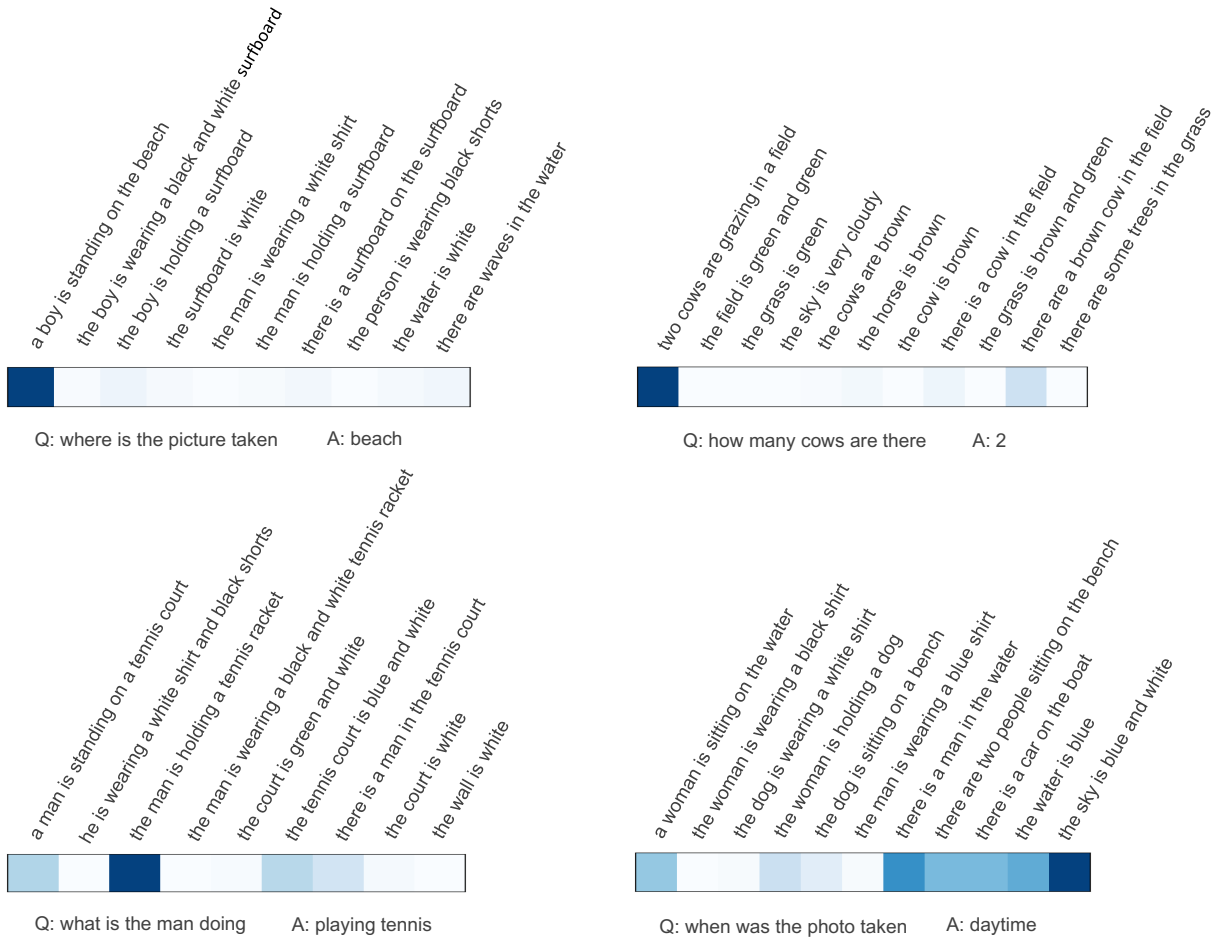 a boy is standing on the beach
the boy is wearing a black and white surfboard
the boy is holding a surfboard
the surfboard is white
the man is wearing a white shirt
the man is holding a surfboard
there is a surfboard on the surfboard
the person is wearing black shorts
the water is white
there are waves in the water
Q: where is the picture taken A: beach
two cows are grazing in a field
the field is green and green
the grass is green
the sky is very cloudy
the cows are brown
the horse is brown
the cow is brown
there is a cow in the field
the grass is brown and green
there are a brown cow in the field
there are some trees in the grass
Q: how many cows are there A: 2
a man is standing on a tennis court
he is wearing a white shirt and black shorts
the man is holding a tennis racket
the man is wearing a black and white tennis racket
the court is green and white
the tennis court is blue and white
there is a man in the tennis court
the court is white
the wall is white
Q: what is the man doing A: playing tennis
a woman is sitting on the water
the woman is wearing a black shirt
the dog is wearing a white shirt
the woman is holding a dog
the dog is sitting on a bench
the man is wearing a blue shirt
there is a man in the water
there are two people sitting on the bench
there is a car on the boat
the water is blue
the sky is blue and white
Q: when was the photo taken A: daytime